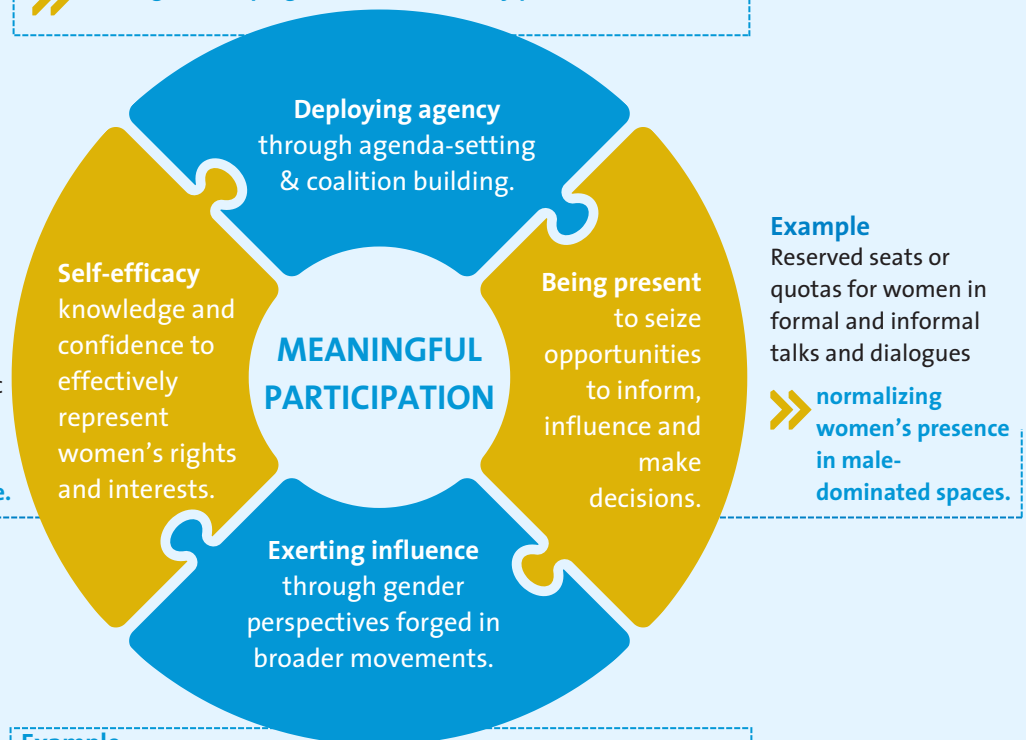 Deploying agency
through agenda-setting
& coalition building.
Self-efficacy
knowledge and
confidence to
effectively
represent
women's rights
and interests.
MEANINGFUL
PARTICIPATION
Being present
to seize
opportunities
to inform,
influence and
make
decisions.
Exerting influence
through gender
perspectives forged in
broader movements.
Example
Reserved seats or
quotas for women in
formal and informal
talks and dialogues
normalizing
women's presence
in male-
dominated spaces.
Example